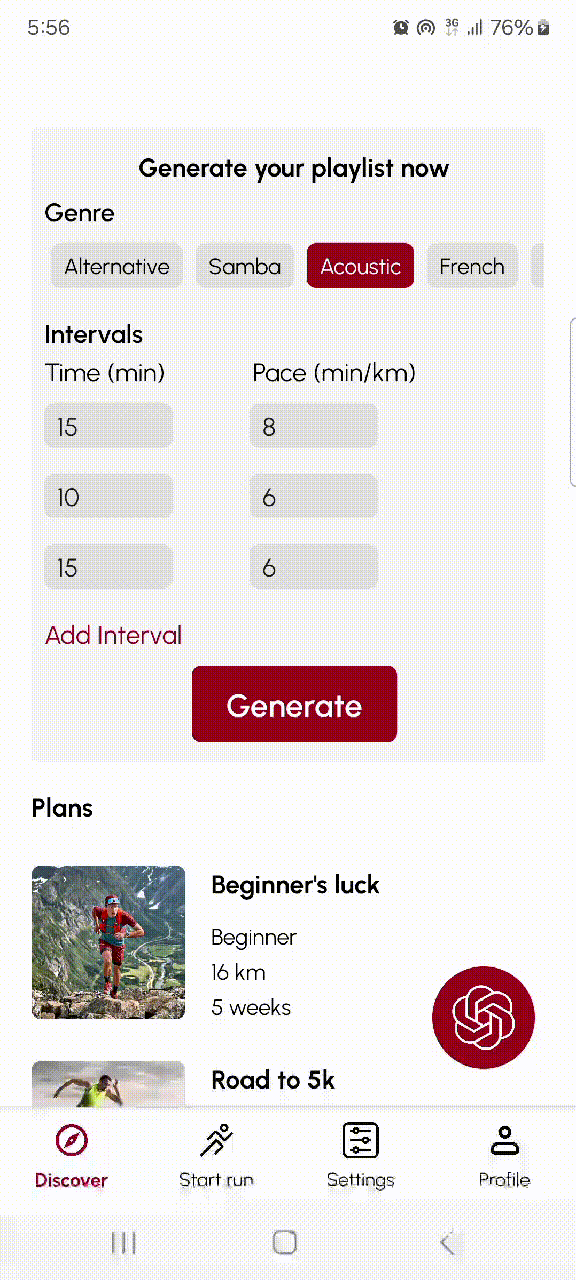 5:56 3G 76%
Generate your playlist now
Genre
Alternative Samba Acoustic French
Intervals
Time (min) Pace (min/km)
15 8
10 6
15 6
Add Interval
Generate
Plans
Beginner's luck
Beginner
16 km
5 weeks
Road to 5k
Discover Start run Settings Profile